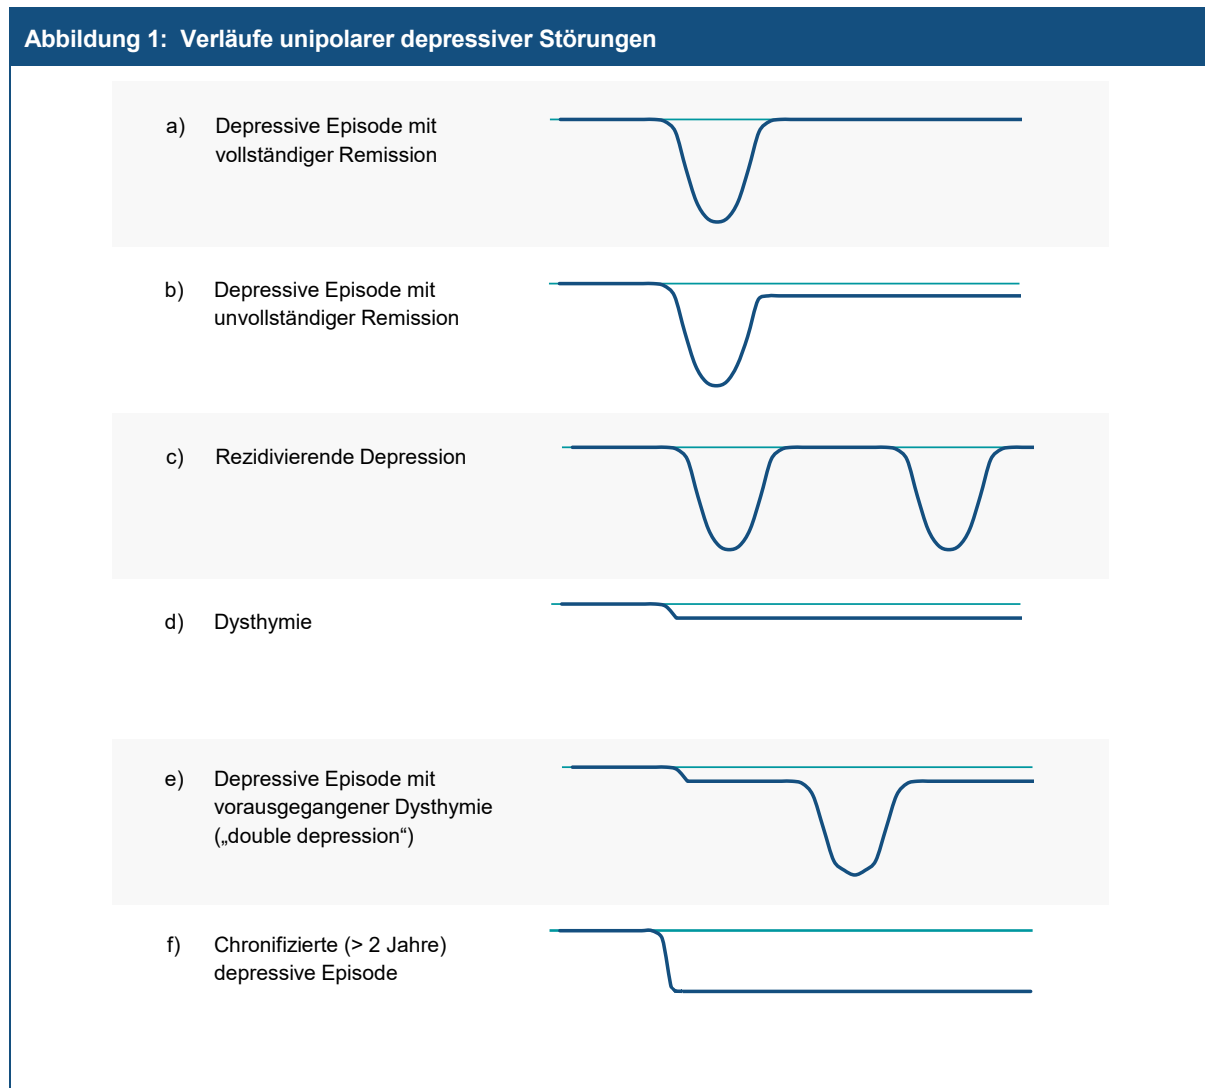 Abbildung 1: Verläufe unipolarer depressiver Störungen
a) Depressive Episode mit
vollständiger Remission
b) Depressive Episode mit
unvollständiger Remission
c) Rezidivierende Depression
d) Dysthymie
e) Depressive Episode mit
vorausgegangener Dysthymie
(„double depression“)
f) Chronifizierte (> 2 Jahre)
depressive Episode